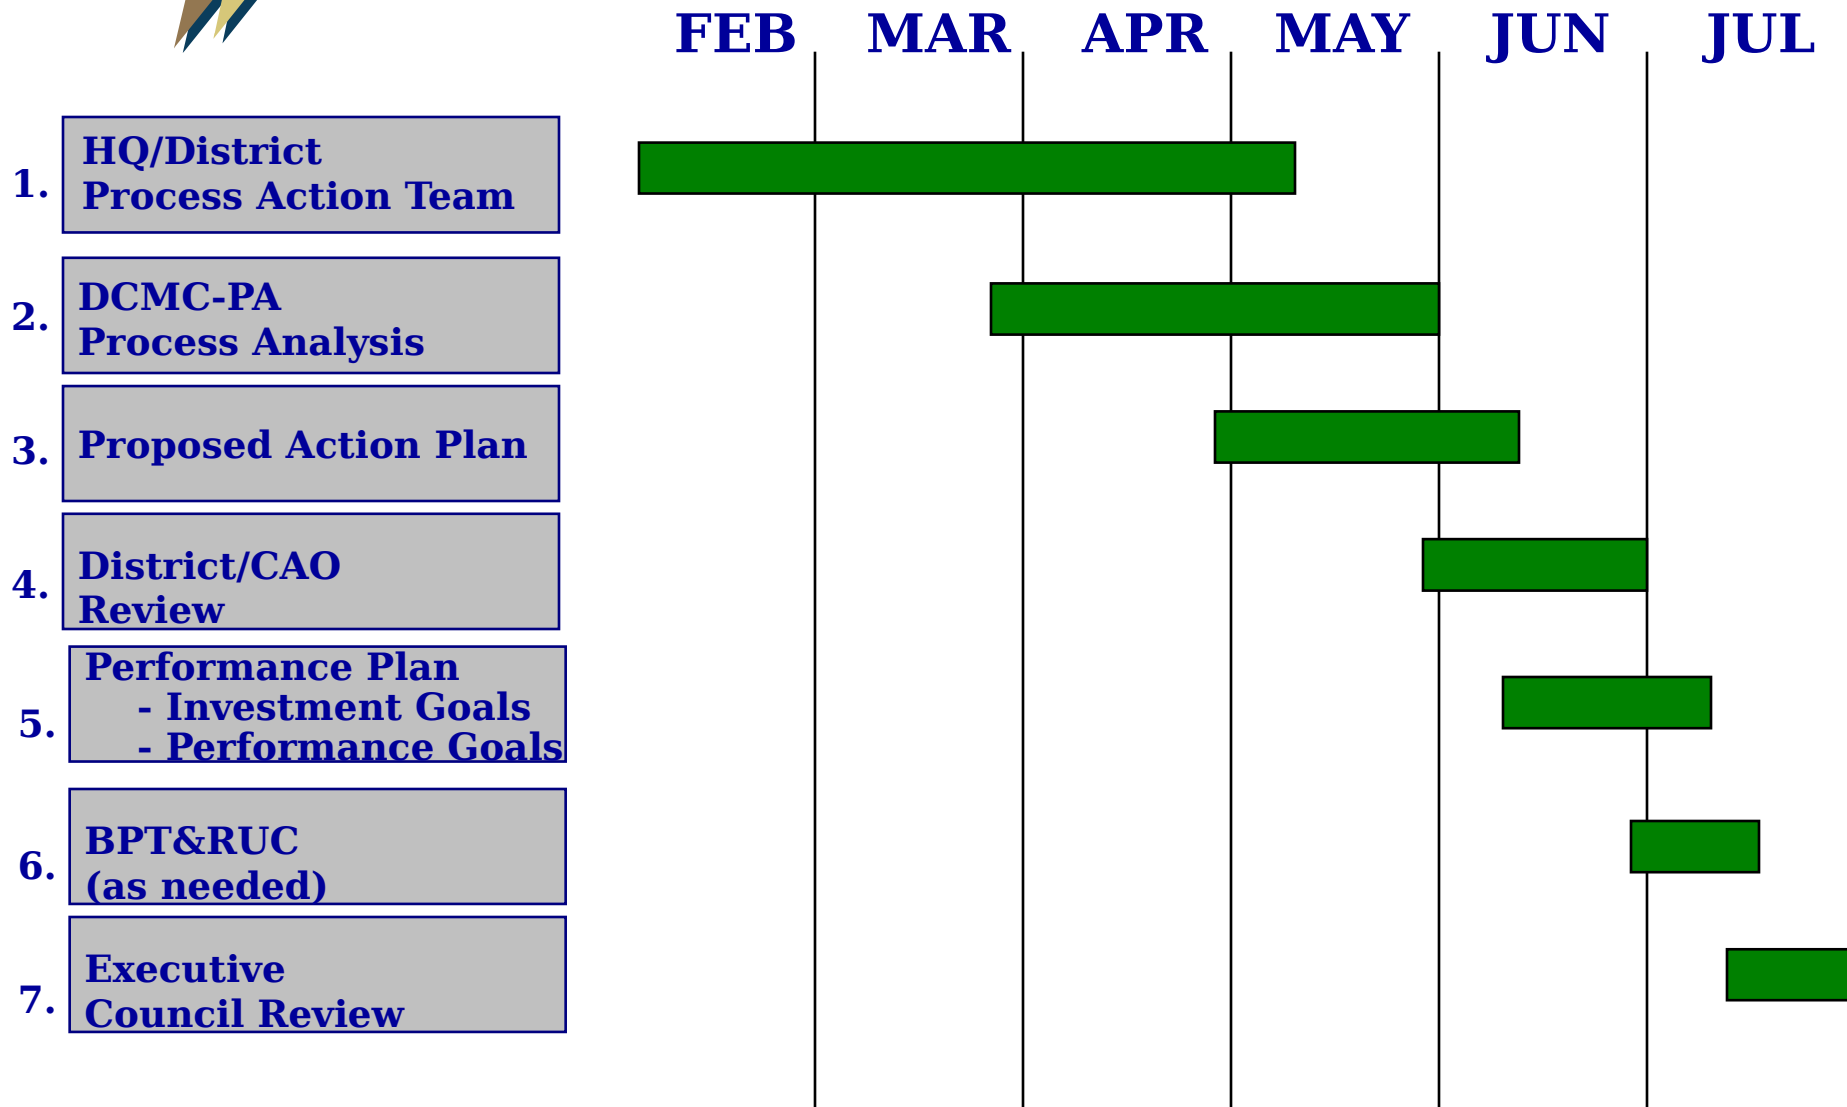 FEB MAR APR MAY JUN JUL
1. HQ/District
Process Action Team
2. DCMC-PA
Process Analysis
3. Proposed Action Plan
4. District/CAO
Review
5. Performance Plan
- Investment Goals
- Performance Goals
6. BPT&RUC
(as needed)
7. Executive
Council Review